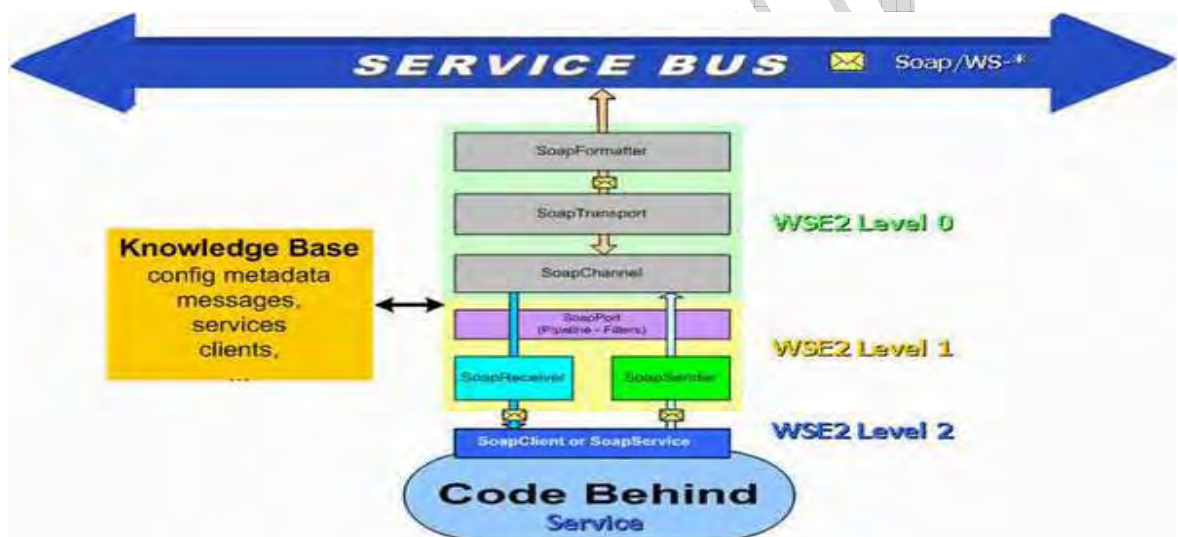 SERVICE BUS
Soap/WS-*
SoapFormatter
SoapTransport
WSE2 Level 0
Knowledge Base
config metadata
messages,
services
clients,
...
SoapChannel
SoapPort
(Pipeline - Filters)
WSE2 Level 1
SoapReceiver
SoapSender
SoapClient or SoapService
WSE2 Level 2
Code Behind
Service